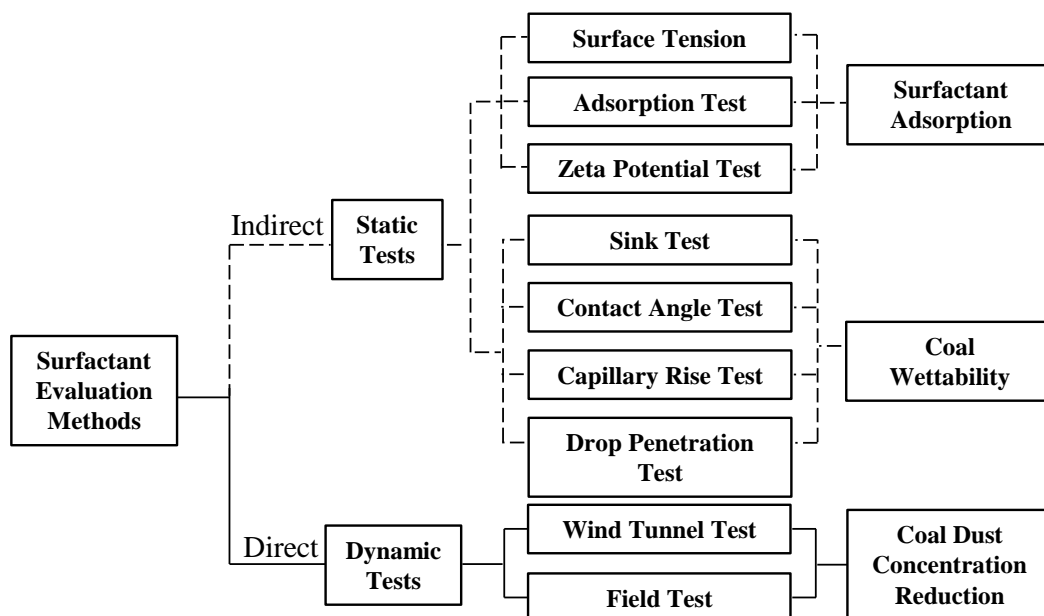 Surface Tension
Adsorption Test
Surfactant
Adsorption
Zeta Potential Test
Indirect
Static
Tests
Sink Test
Contact Angle Test
Surfactant
Evaluation
Methods
Capillary Rise Test
Coal
Wettability
Drop Penetration
Test
Direct
Dynamic
Tests
Wind Tunnel Test
Field Test
Coal Dust
Concentration
Reduction